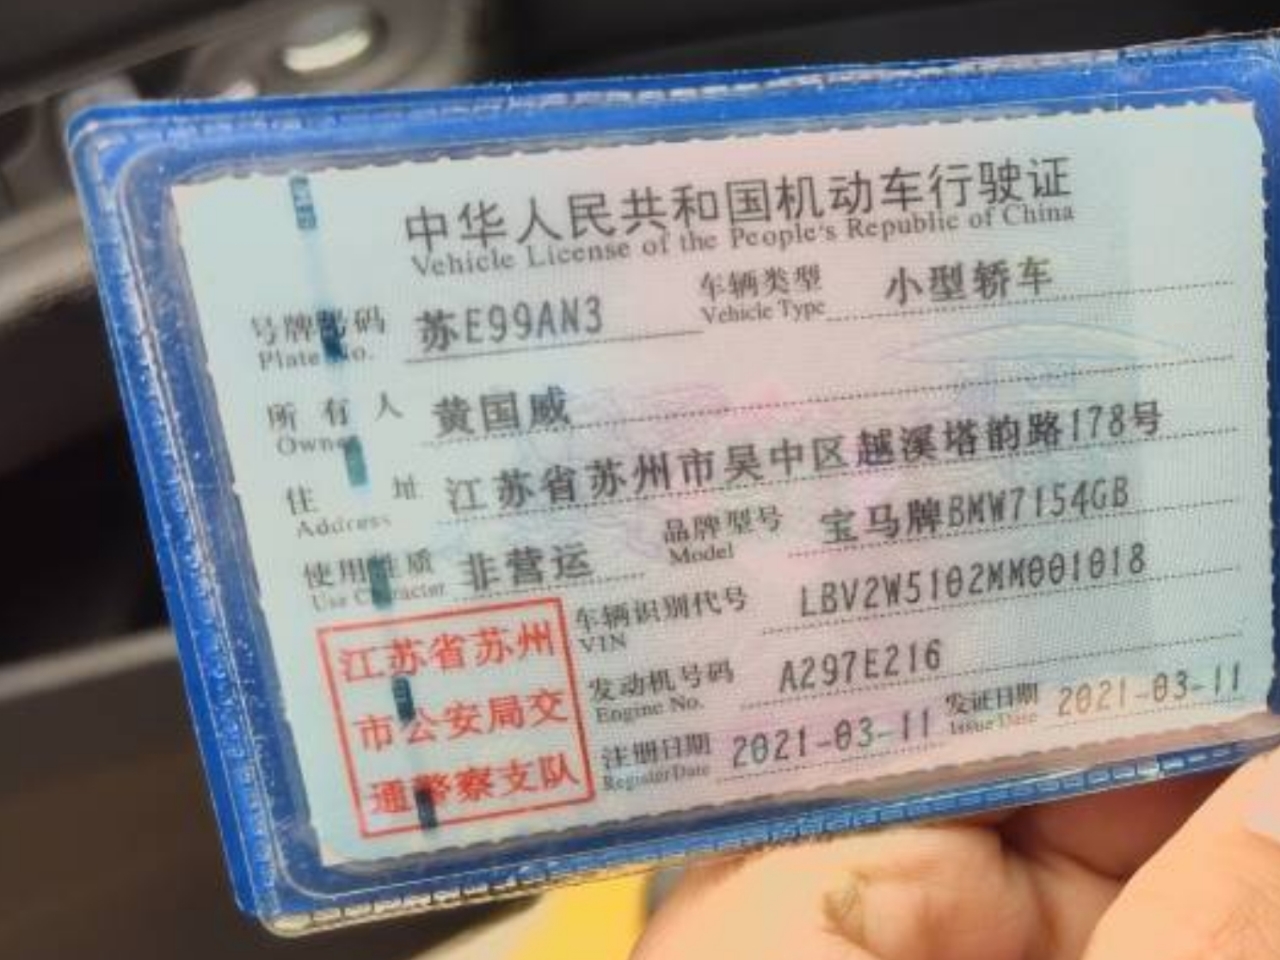 中华人民共和国机动车行驶证
Vehicle License of the People's Republic of China
号牌号码 苏E99AN3 车辆类型 小型轿车
Plate No. Vehicle Type
所有人 黄国威
Owner
住址 江苏省苏州市吴中区越溪塔韵路178号
Address
使用性质 非营运 品牌型号 宝马牌BMW7154GB
Use Character Model
车辆识别代号 LBV2W5102MM001018
VIN
发动机号码 A297E216
Engine No.
注册日期 2021-03-11 发证日期 2021-03-11
Register Date Issue Date
江苏省苏州
市公安局交
通警察支队